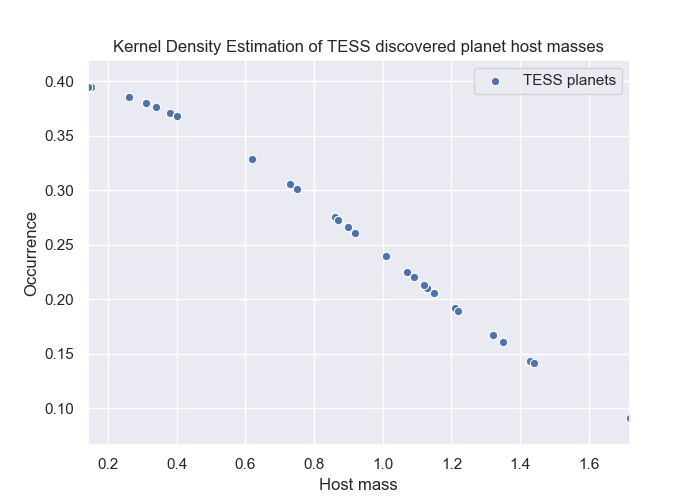 Kernel Density Estimation of TESS discovered planet host masses
TESS planets
0.40
0.35
0.30
0.25
0.20
0.15
0.10
Occurrence
0.2 0.4 0.6 0.8 1.0 1.2 1.4 1.6
Host mass